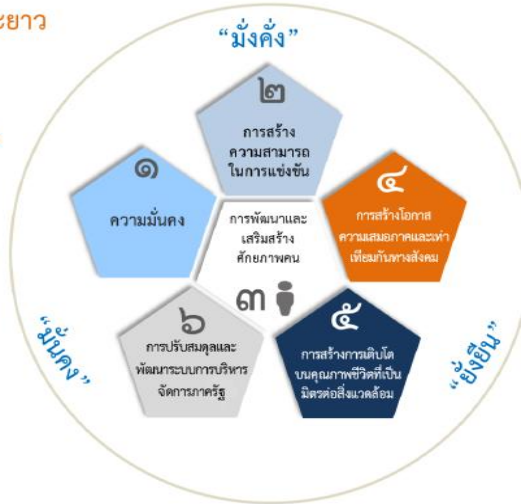 ะยาว
“มั่งคั่ง”
๒
การสร้าง
ความสามารถ
ในการแข่งขัน
๑
ความมั่นคง
๔
การสร้างโอกาส
ความเสมอภาคและเท่า
เทียมกันทางสังคม
การพัฒนาและ
เสริมสร้าง
ศักยภาพคน
๓
๖
การปรับสมดุลและ
พัฒนาระบบการบริหาร
จัดการภาครัฐ
๕
การสร้างการเติบโต
บนคุณภาพชีวิตที่เป็น
มิตรต่อสิ่งแวดล้อม
“มั่นคง”
“ยั่งยืน”